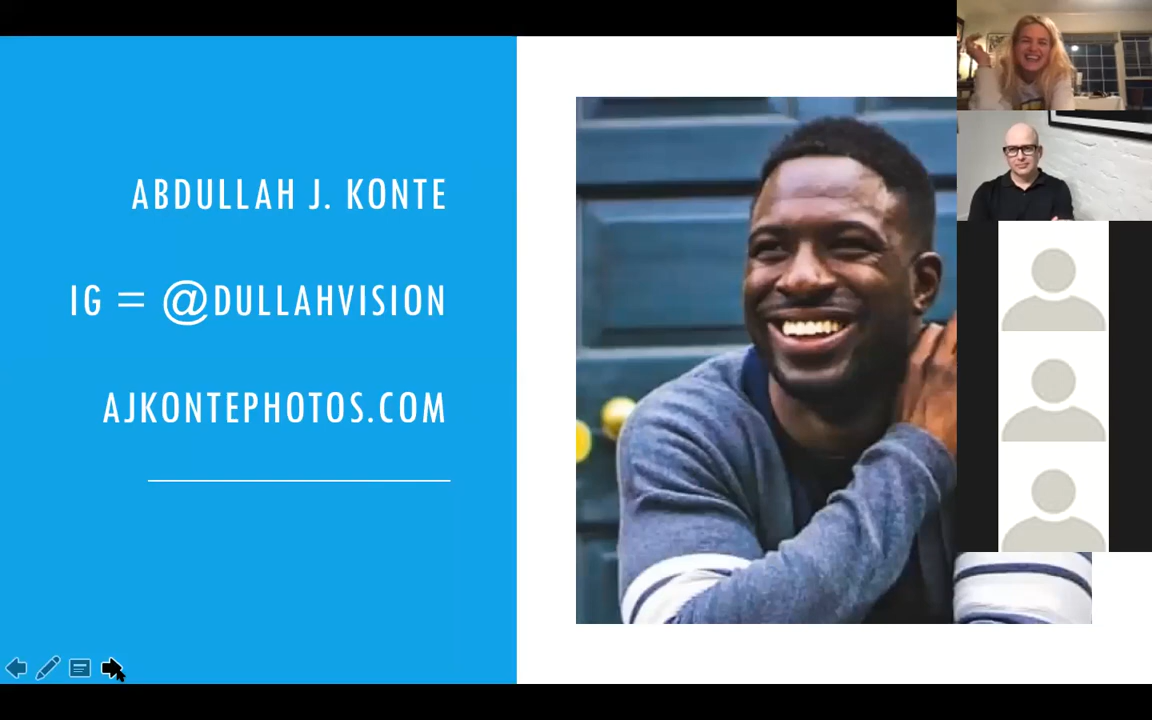 ABDULLAH J. KONTE
IG = @DULLAHVISION
AJKONTEPHOTOS.COM